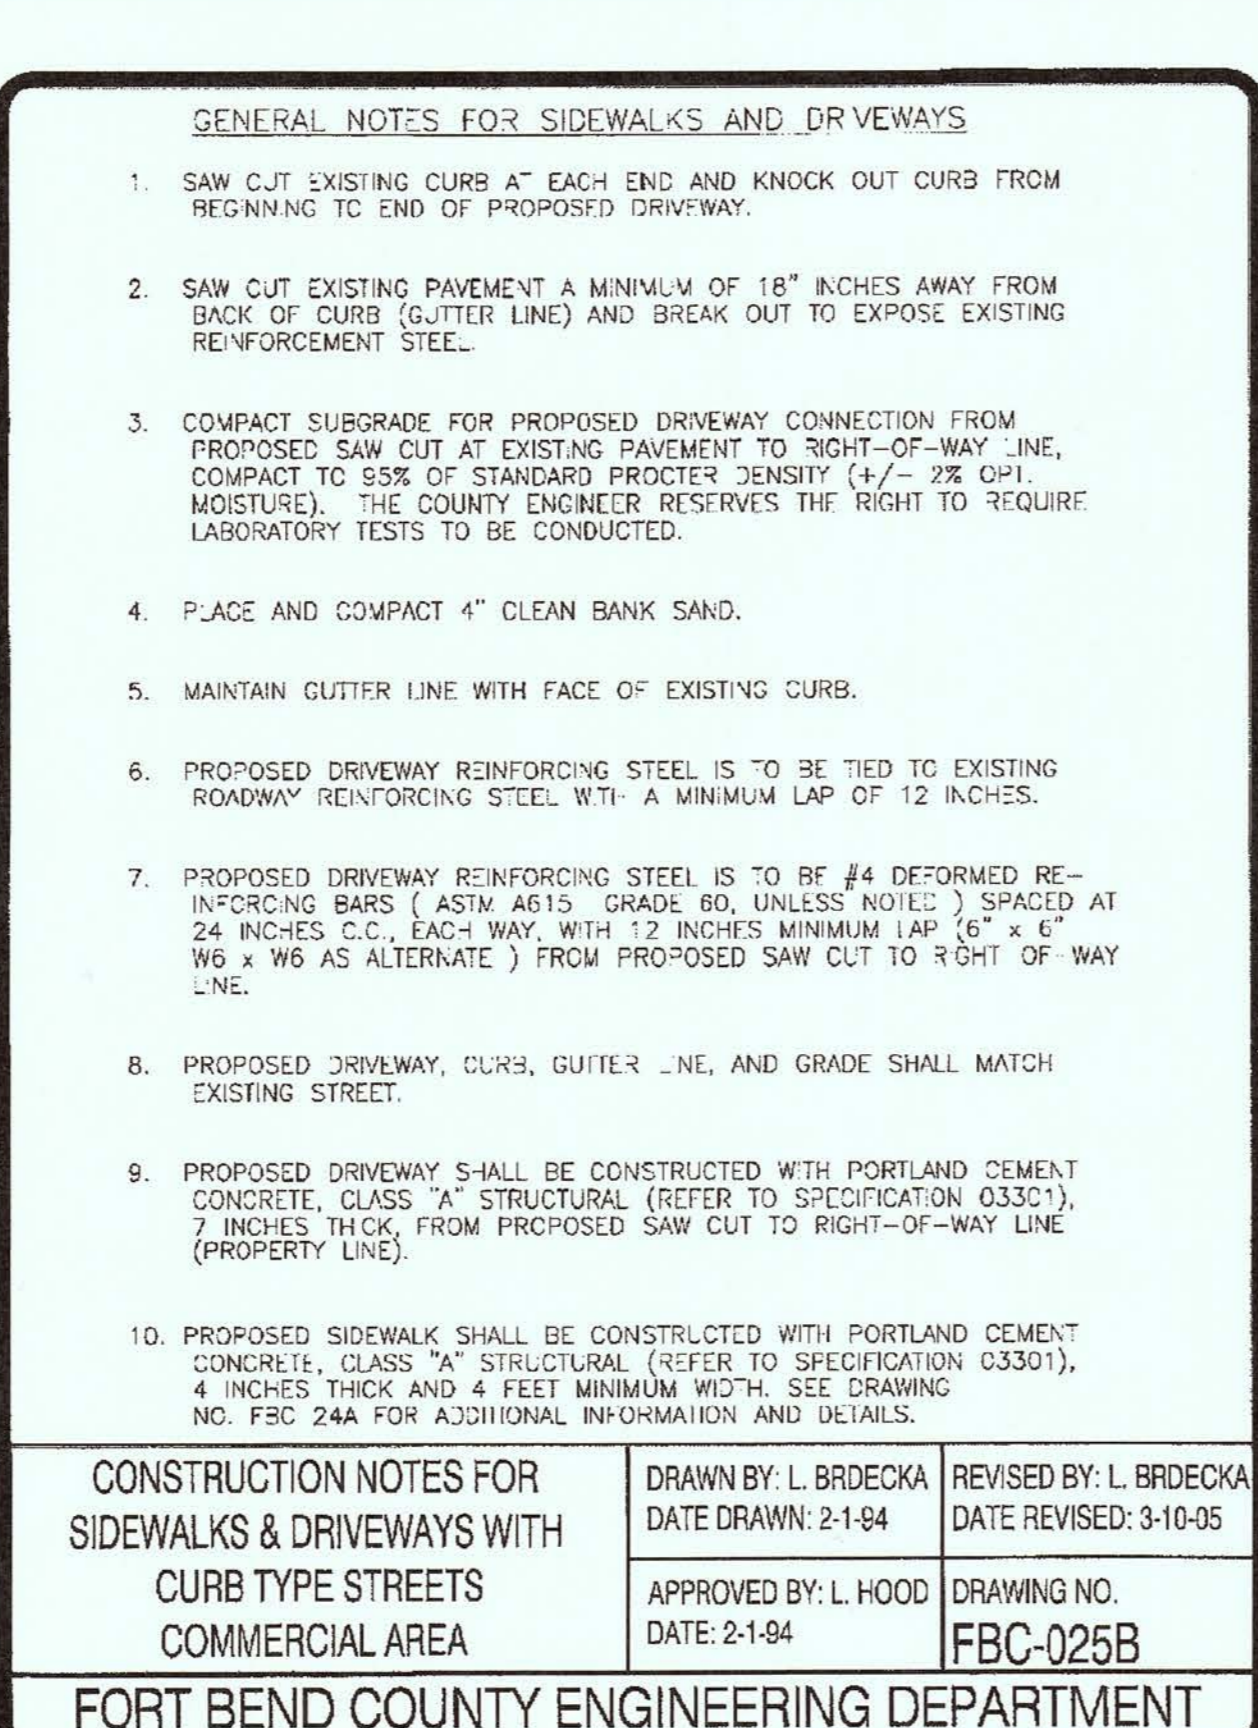 GENERAL NOTES FOR SIDEWALKS AND DRIVEWAYS
1. SAW CUT EXISTING CURB AT EACH END AND KNOCK OUT CURB FROM
BEGINNING TO END OF PROPOSED DRIVEWAY.
2. SAW CUT EXISTING PAVEMENT A MINIMUM OF 18" INCHES AWAY FROM
BACK OF CURB (GUTTER LINE) AND BREAK OUT TO EXPOSE EXISTING
REINFORCEMENT STEEL.
3. COMPACT SUBGRADE FOR PROPOSED DRIVEWAY CONNECTION FROM
PROPOSED SAW CUT AT EXISTING PAVEMENT TO RIGHT-OF-WAY LINE,
COMPACT TO 95% OF STANDARD PROCTER DENSITY (+/- 2% OPT.
MOISTURE). THE COUNTY ENGINEER RESERVES THE RIGHT TO REQUIRE
LABORATORY TESTS TO BE CONDUCTED.
4. PLACE AND COMPACT 4" CLEAN BANK SAND.
5. MAINTAIN GUTTER LINE WITH FACE OF EXISTING CURB.
6. PROPOSED DRIVEWAY REINFORCING STEEL IS TO BE TIED TO EXISTING
ROADWAY REINFORCING STEEL WITH A MINIMUM LAP OF 12 INCHES.
7. PROPOSED DRIVEWAY REINFORCING STEEL IS TO BE #4 DEFORMED RE-
INFORCING BARS ( ASTM A615 GRADE 60, UNLESS NOTED ) SPACED AT
24 INCHES C.C., EACH WAY, WITH 12 INCHES MINIMUM LAP (6" x 6"
W6 x W6 AS ALTERNATE ) FROM PROPOSED SAW CUT TO RIGHT OF WAY
LINE.
8. PROPOSED DRIVEWAY, CURB, GUTTER LINE, AND GRADE SHALL MATCH
EXISTING STREET.
9. PROPOSED DRIVEWAY SHALL BE CONSTRUCTED WITH PORTLAND CEMENT
CONCRETE, CLASS "A" STRUCTURAL (REFER TO SPECIFICATION 03301),
7 INCHES THICK, FROM PROPOSED SAW CUT TO RIGHT-OF-WAY LINE
(PROPERTY LINE).
10. PROPOSED SIDEWALK SHALL BE CONSTRUCTED WITH PORTLAND CEMENT
CONCRETE, CLASS "A" STRUCTURAL (REFER TO SPECIFICATION 03301),
4 INCHES THICK AND 4 FEET MINIMUM WIDTH. SEE DRAWING
NO. FBC 24A FOR ADDITIONAL INFORMATION AND DETAILS.
CONSTRUCTION NOTES FOR
SIDEWALKS & DRIVEWAYS WITH
CURB TYPE STREETS
COMMERCIAL AREA
DRAWN BY: L. BRDECKA
DATE DRAWN: 2-1-94
REVISED BY: L. BRDECKA
DATE REVISED: 3-10-05
APPROVED BY: L. HOOD
DATE: 2-1-94
DRAWING NO.
FBC-025B
FORT BEND COUNTY ENGINEERING DEPARTMENT